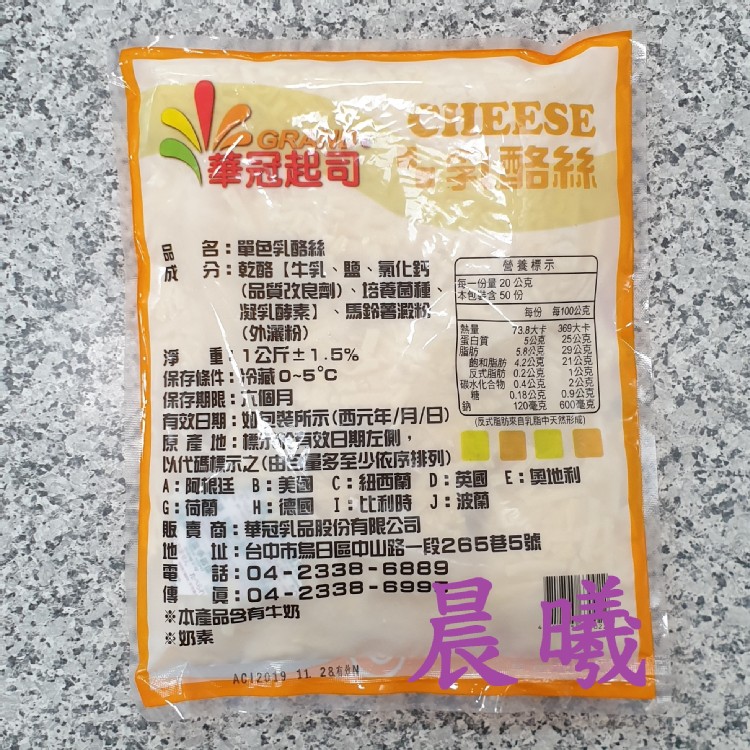 CHEESE
GRAND
華冠起司
乳酪絲
品　名：單色乳酪絲
成　分：乾酪【牛乳、鹽、氯化鈣
(品質改良劑)、培養菌種、
凝乳酵素】、馬鈴薯澱粉
(外灑粉)
淨　重：1公斤±1.5%
保存條件：冷藏0~5°C
保存期限：六個月
有效日期：如包裝所示(西元年/月/日)
原 產 地：標示於有效日期左側，
以代碼標示之(由含量多至少依序排列)
A：阿根廷 B：美國 C：紐西蘭 D：英國 E：奧地利
G：荷蘭 H：德國 I：比利時 J：波蘭
販 賣 商：華冠乳品股份有限公司
地　址：台中市烏日區中山路一段265巷5號
電　話：04-2338-6889
傳　真：04-2338-699
※本產品含有牛奶
※奶素
營養標示
每一份量 20 公克
本包裝含 50 份
每份 每100公克
熱量 73.8大卡 369大卡
蛋白質 5公克 25公克
脂肪 5.8公克 29公克
飽和脂肪 4.2公克 21公克
反式脂肪 0.2公克 1公克
碳水化合物 0.4公克 2公克
糖 0.18公克 0.9公克
鈉 120毫克 600毫克
(反式脂肪來自乳脂中天然形成)
ACI2019 11 28
晨曦